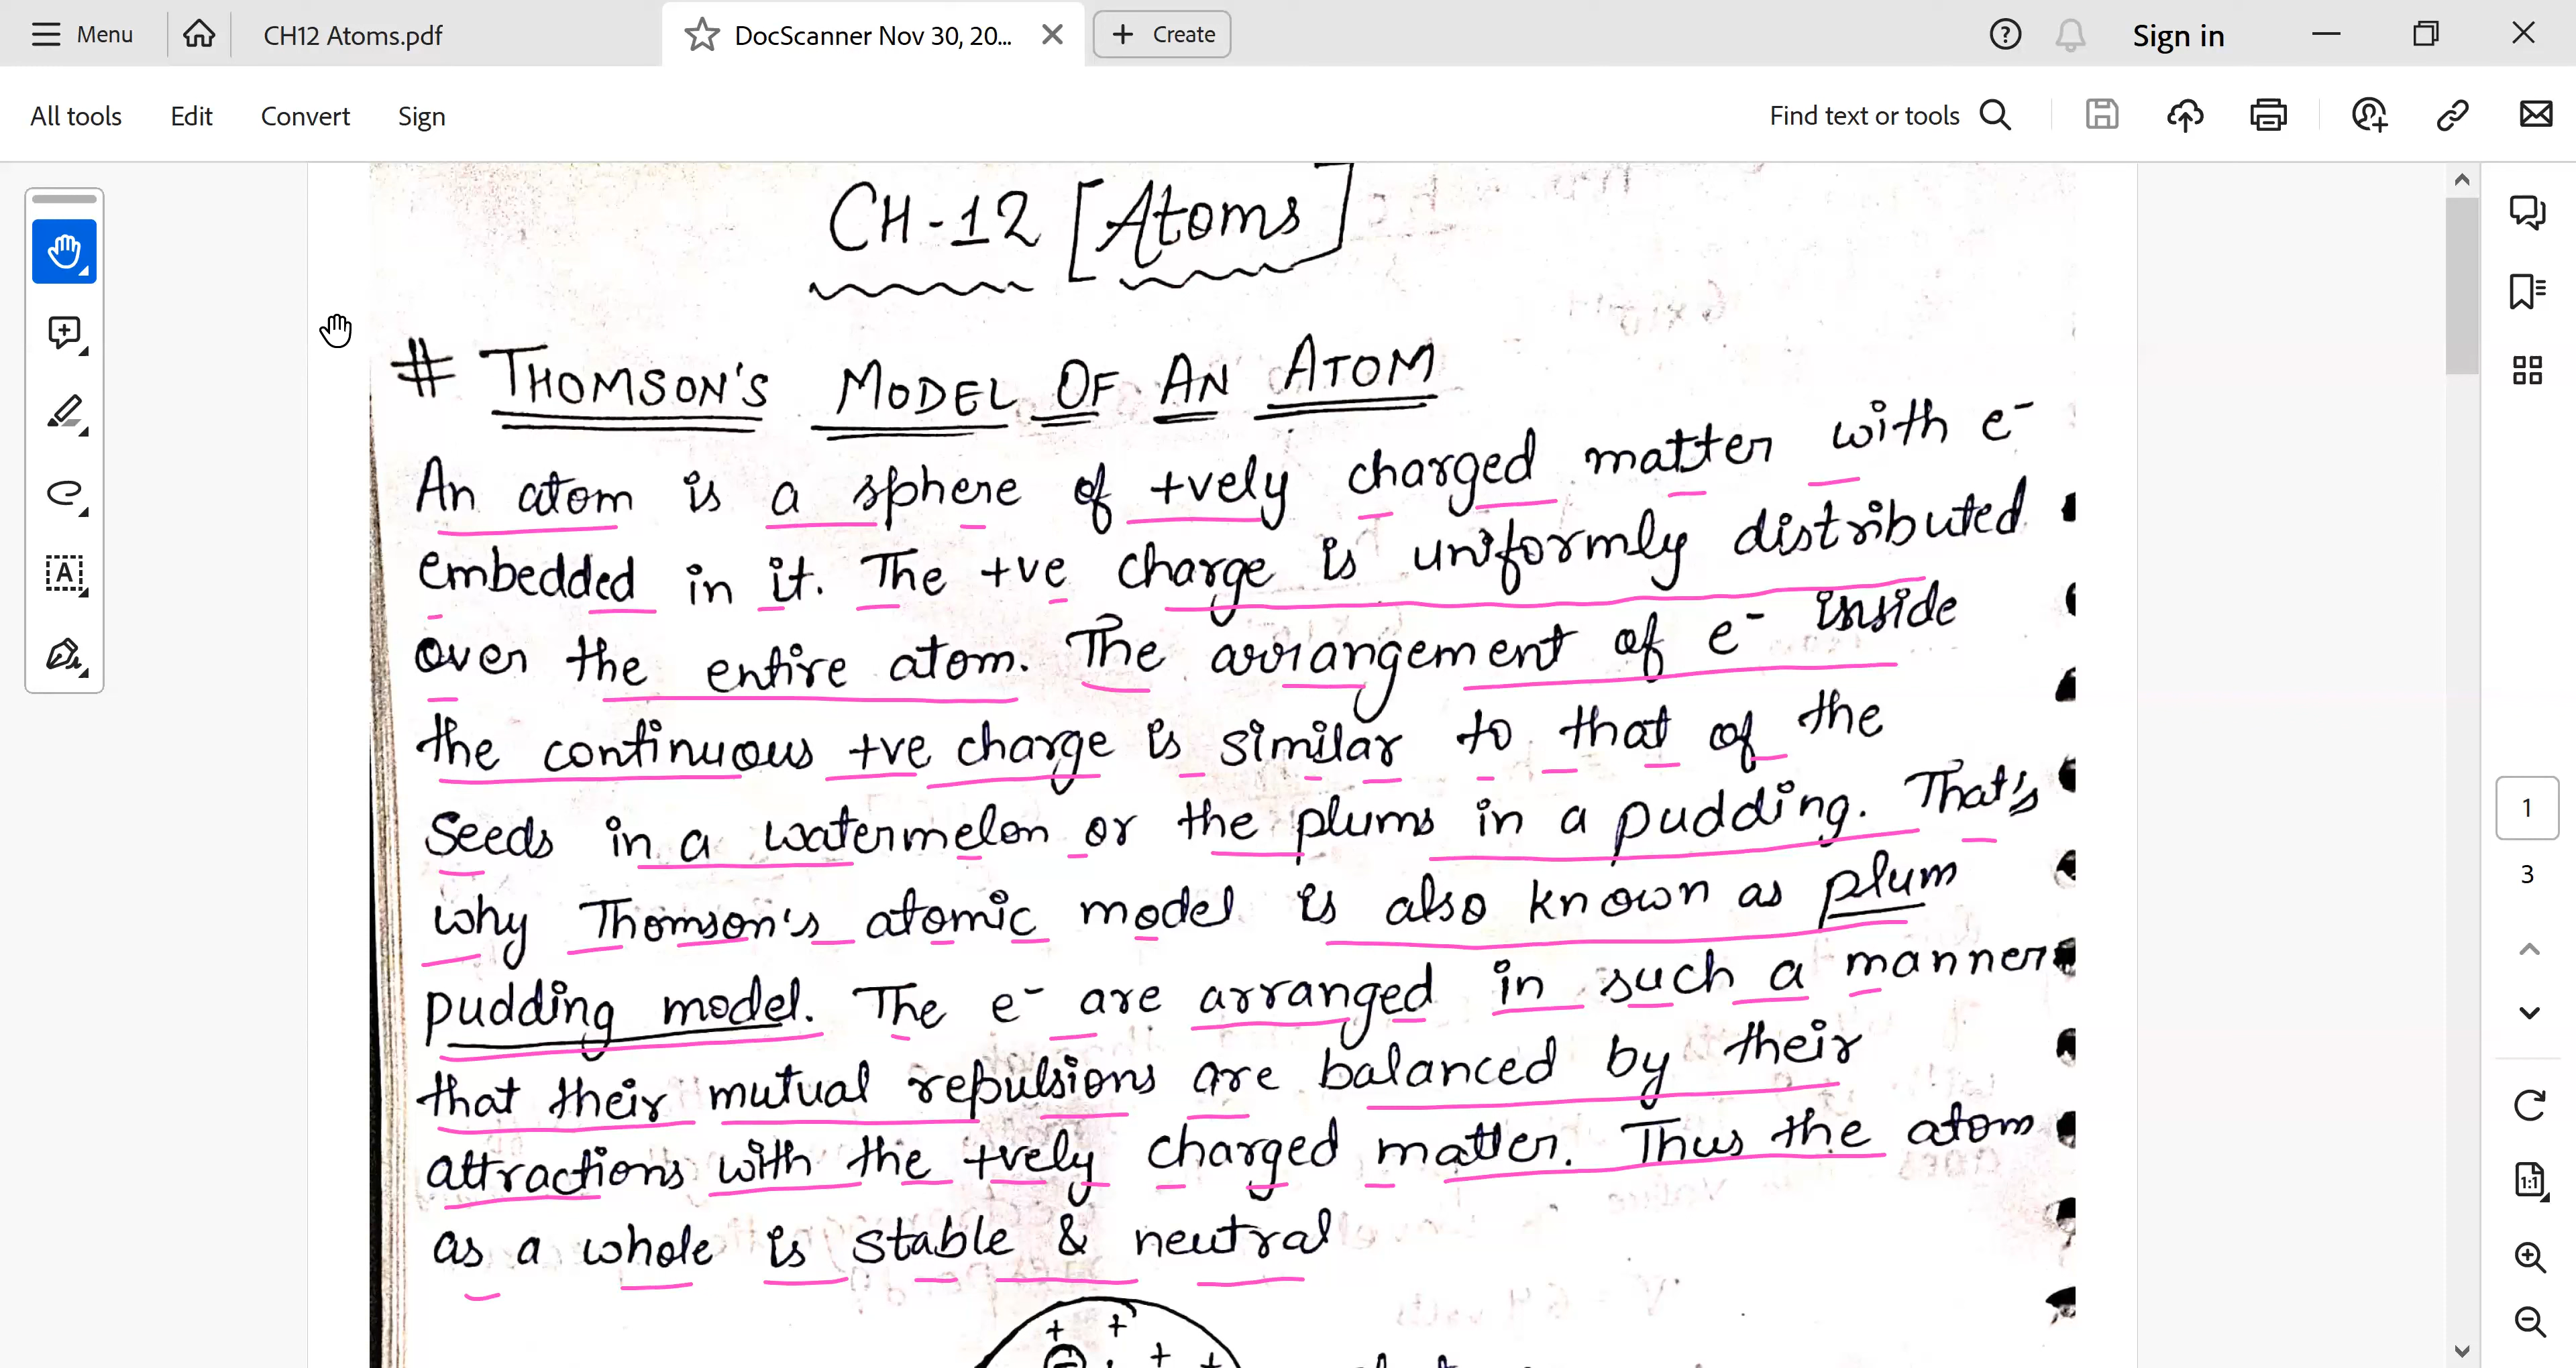 Menu
CH12 Atoms.pdf
DocScanner Nov 30, 20...
Create
Sign in
All tools
Edit
Convert
Sign
Find text or tools
CH-12 [Atoms]
# THOMSON'S MODEL OF AN ATOM
An atom is a sphere of +vely charged matter with e⁻
embedded in it. The +ve charge is uniformly distributed
over the entire atom. The arrangement of e⁻ inside
the continuous +ve charge is similar to that of the
Seeds in a watermelon or the plums in a pudding. That's
why Thomson's atomic model is also known as plum
pudding model. The e⁻ are arranged in such a manner
that their mutual repulsions are balanced by their
attractions with the +vely charged matter. Thus the atom
as a whole is stable & neutral
+ +
+ +
1
3
1:1